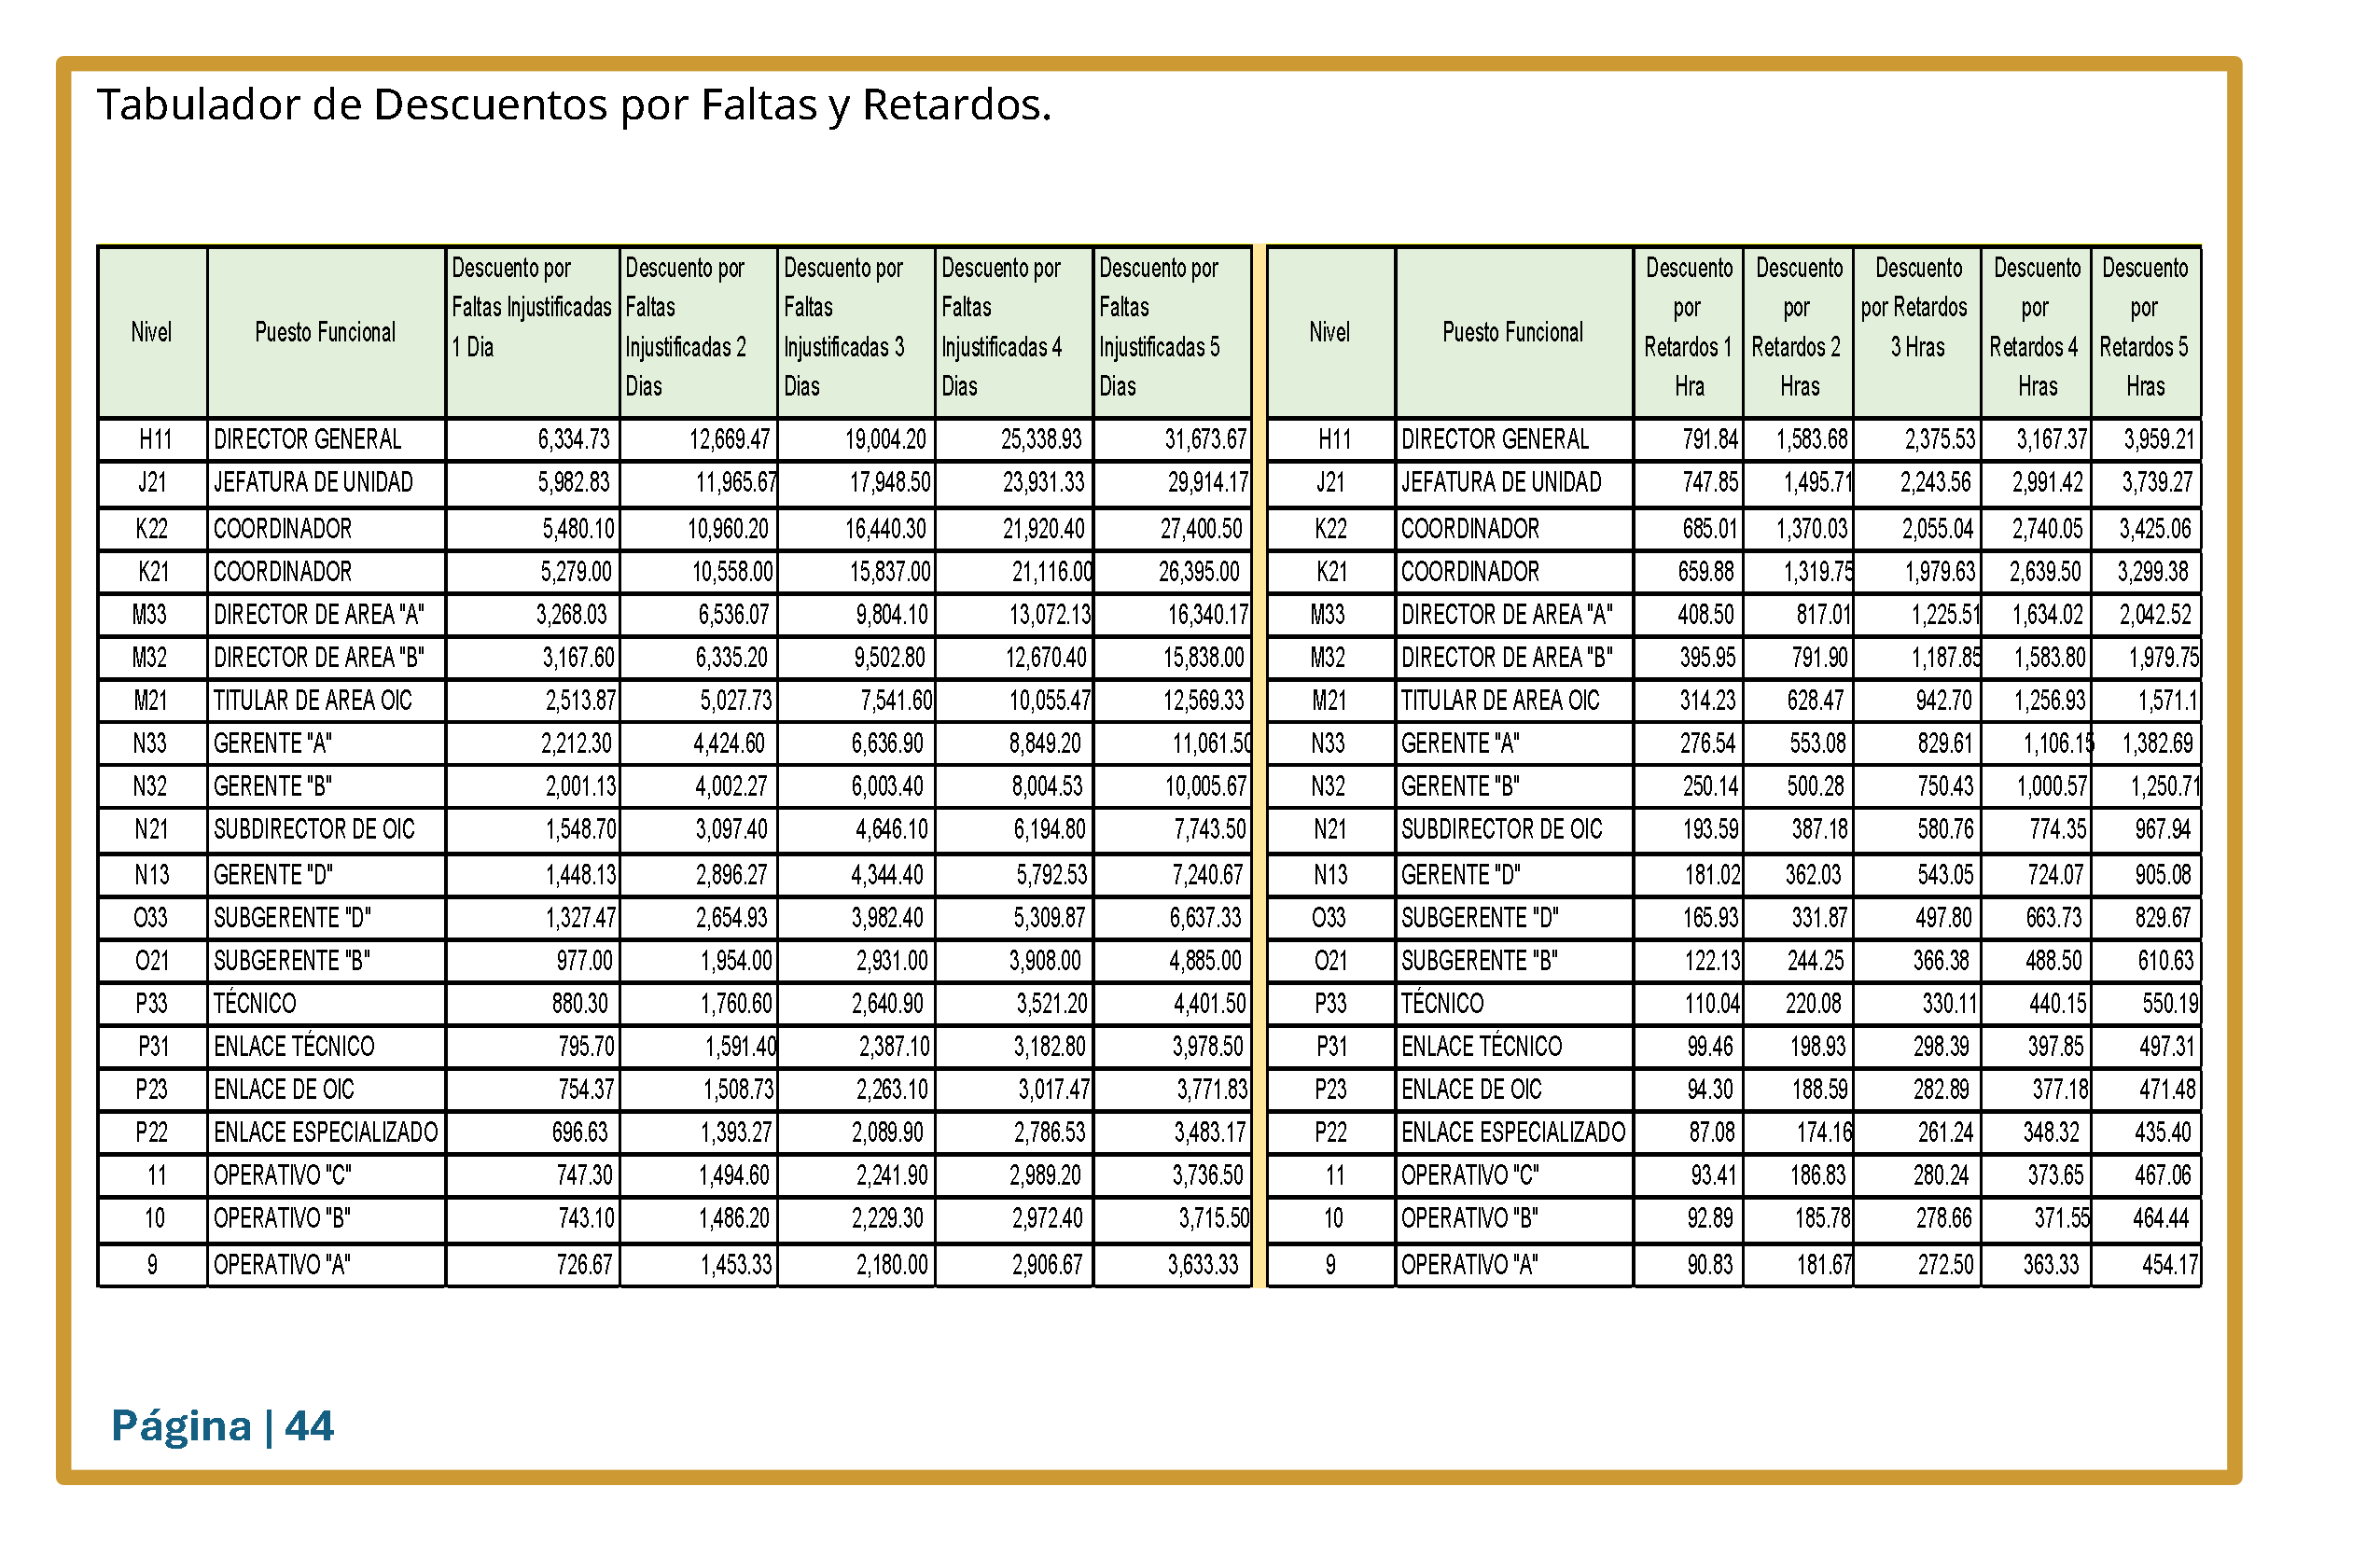 Tabulador de Descuentos por Faltas y Retardos.
Nivel Puesto Funcional Descuento por Faltas Injustificadas 1 Dia Descuento por Faltas Injustificadas 2 Dias Descuento por Faltas Injustificadas 3 Dias Descuento por Faltas Injustificadas 4 Dias Descuento por Faltas Injustificadas 5 Dias Nivel Puesto Funcional Descuento por Retardos 1 Hra Descuento por Retardos 2 Hras Descuento por Retardos 3 Hras Descuento por Retardos 4 Hras Descuento por Retardos 5 Hras
H11 DIRECTOR GENERAL 6,334.73 12,669.47 19,004.20 25,338.93 31,673.67 H11 DIRECTOR GENERAL 791.84 1,583.68 2,375.53 3,167.37 3,959.21
J21 JEFATURA DE UNIDAD 5,982.83 11,965.67 17,948.50 23,931.33 29,914.17 J21 JEFATURA DE UNIDAD 747.85 1,495.71 2,243.56 2,991.42 3,739.27
K22 COORDINADOR 5,480.10 10,960.20 16,440.30 21,920.40 27,400.50 K22 COORDINADOR 685.01 1,370.03 2,055.04 2,740.05 3,425.06
K21 COORDINADOR 5,279.00 10,558.00 15,837.00 21,116.00 26,395.00 K21 COORDINADOR 659.88 1,319.75 1,979.63 2,639.50 3,299.38
M33 DIRECTOR DE AREA "A" 3,268.03 6,536.07 9,804.10 13,072.13 16,340.17 M33 DIRECTOR DE AREA "A" 408.50 817.01 1,225.51 1,634.02 2,042.52
M32 DIRECTOR DE AREA "B" 3,167.60 6,335.20 9,502.80 12,670.40 15,838.00 M32 DIRECTOR DE AREA "B" 395.95 791.90 1,187.85 1,583.80 1,979.75
M21 TITULAR DE AREA OIC 2,513.87 5,027.73 7,541.60 10,055.47 12,569.33 M21 TITULAR DE AREA OIC 314.23 628.47 942.70 1,256.93 1,571.1
N33 GERENTE "A" 2,212.30 4,424.60 6,636.90 8,849.20 11,061.50 N33 GERENTE "A" 276.54 553.08 829.61 1,106.15 1,382.69
N32 GERENTE "B" 2,001.13 4,002.27 6,003.40 8,004.53 10,005.67 N32 GERENTE "B" 250.14 500.28 750.43 1,000.57 1,250.71
N21 SUBDIRECTOR DE OIC 1,548.70 3,097.40 4,646.10 6,194.80 7,743.50 N21 SUBDIRECTOR DE OIC 193.59 387.18 580.76 774.35 967.94
N13 GERENTE "D" 1,448.13 2,896.27 4,344.40 5,792.53 7,240.67 N13 GERENTE "D" 181.02 362.03 543.05 724.07 905.08
O33 SUBGERENTE "D" 1,327.47 2,654.93 3,982.40 5,309.87 6,637.33 O33 SUBGERENTE "D" 165.93 331.87 497.80 663.73 829.67
O21 SUBGERENTE "B" 977.00 1,954.00 2,931.00 3,908.00 4,885.00 O21 SUBGERENTE "B" 122.13 244.25 366.38 488.50 610.63
P33 TÉCNICO 880.30 1,760.60 2,640.90 3,521.20 4,401.50 P33 TÉCNICO 110.04 220.08 330.11 440.15 550.19
P31 ENLACE TÉCNICO 795.70 1,591.40 2,387.10 3,182.80 3,978.50 P31 ENLACE TÉCNICO 99.46 198.93 298.39 397.85 497.31
P23 ENLACE DE OIC 754.37 1,508.73 2,263.10 3,017.47 3,771.83 P23 ENLACE DE OIC 94.30 188.59 282.89 377.18 471.48
P22 ENLACE ESPECIALIZADO 696.63 1,393.27 2,089.90 2,786.53 3,483.17 P22 ENLACE ESPECIALIZADO 87.08 174.16 261.24 348.32 435.40
11 OPERATIVO "C" 747.30 1,494.60 2,241.90 2,989.20 3,736.50 11 OPERATIVO "C" 93.41 186.83 280.24 373.65 467.06
10 OPERATIVO "B" 743.10 1,486.20 2,229.30 2,972.40 3,715.50 10 OPERATIVO "B" 92.89 185.78 278.66 371.55 464.44
9 OPERATIVO "A" 726.67 1,453.33 2,180.00 2,906.67 3,633.33 9 OPERATIVO "A" 90.83 181.67 272.50 363.33 454.17
Página | 44